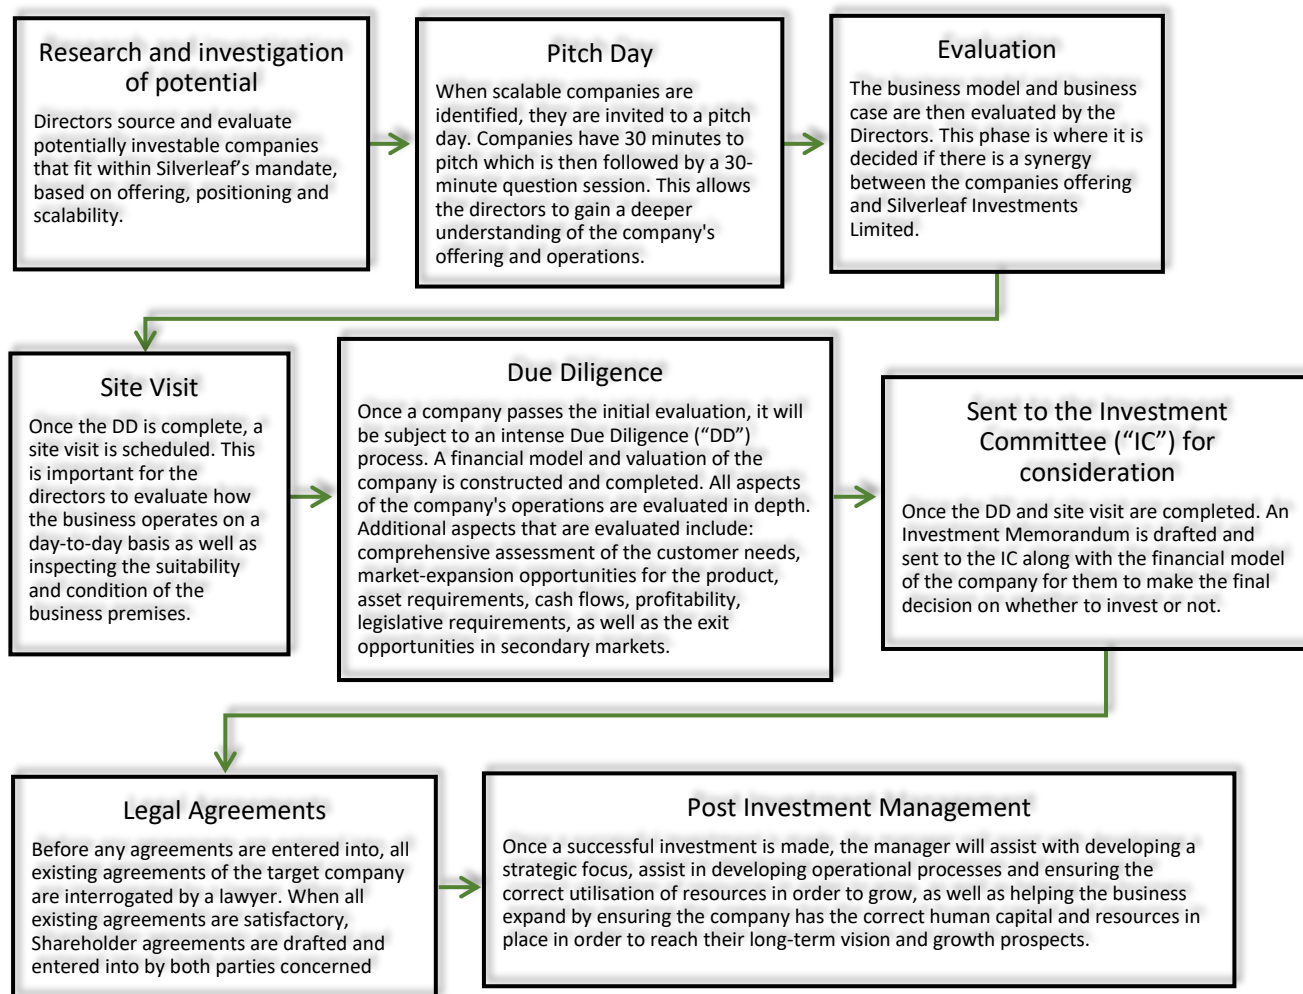 Research and investigation
of potential
Directors source and evaluate
potentially investable companies
that fit within Silverleaf’s mandate,
based on offering, positioning and
scalability.
Pitch Day
When scalable companies are
identified, they are invited to a pitch
day. Companies have 30 minutes to
pitch which is then followed by a 30-
minute question session. This allows
the directors to gain a deeper
understanding of the company's
offering and operations.
Evaluation
The business model and business
case are then evaluated by the
Directors. This phase is where it is
decided if there is a synergy
between the companies offering
and Silverleaf Investments
Limited.
Site Visit
Once the DD is complete, a
site visit is scheduled. This
is important for the
directors to evaluate how
the business operates on a
day-to-day basis as well as
inspecting the suitability
and condition of the
business premises.
Due Diligence
Once a company passes the initial evaluation, it will
be subject to an intense Due Diligence (“DD”)
process. A financial model and valuation of the
company is constructed and completed. All aspects
of the company's operations are evaluated in depth.
Additional aspects that are evaluated include:
comprehensive assessment of the customer needs,
market-expansion opportunities for the product,
asset requirements, cash flows, profitability,
legislative requirements, as well as the exit
opportunities in secondary markets.
Sent to the Investment
Committee (“IC”) for
consideration
Once the DD and site visit are completed. An
Investment Memorandum is drafted and
sent to the IC along with the financial model
of the company for them to make the final
decision on whether to invest or not.
Legal Agreements
Before any agreements are entered into, all
existing agreements of the target company
are interrogated by a lawyer. When all
existing agreements are satisfactory,
Shareholder agreements are drafted and
entered into by both parties concerned
Post Investment Management
Once a successful investment is made, the manager will assist with developing a
strategic focus, assist in developing operational processes and ensuring the
correct utilisation of resources in order to grow, as well as helping the business
expand by ensuring the company has the correct human capital and resources in
place in order to reach their long-term vision and growth prospects.